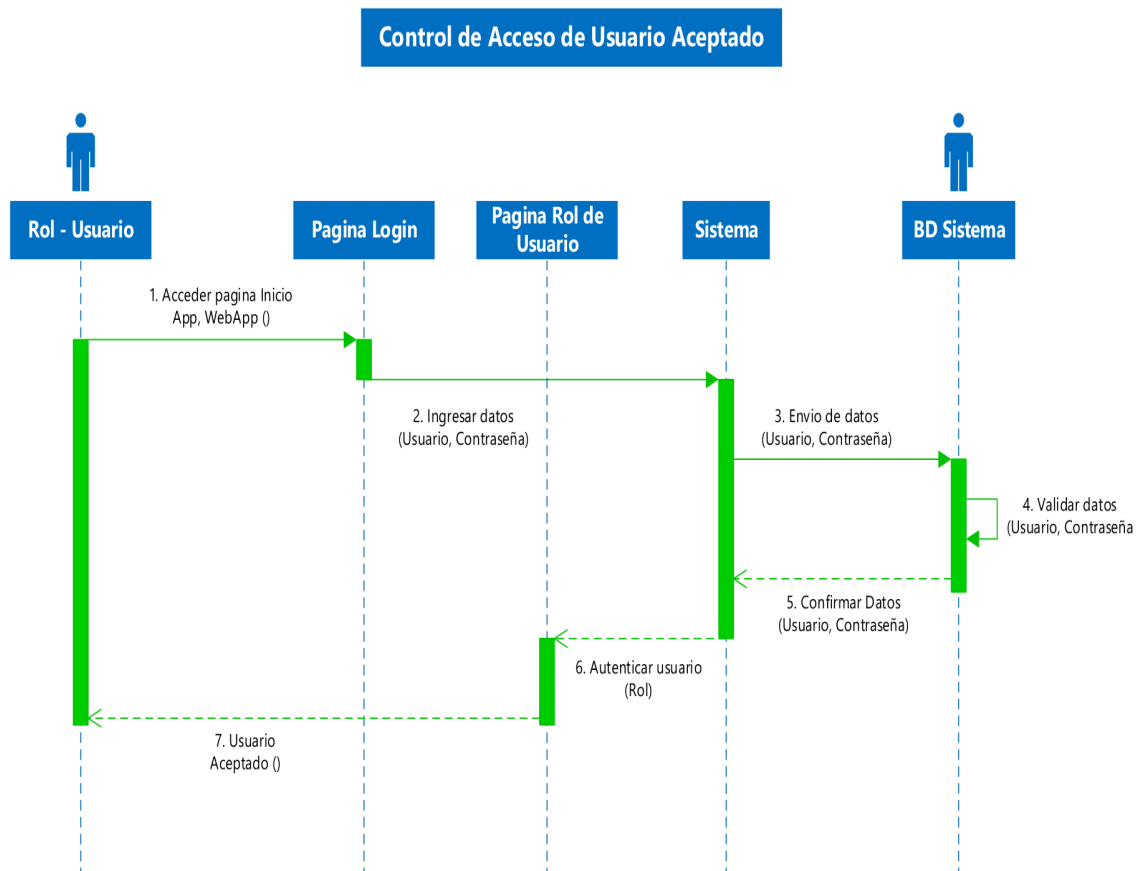 Control de Acceso de Usuario Aceptado
Rol - Usuario
Pagina Login
Pagina Rol de
Usuario
Sistema
BD Sistema
1. Acceder pagina Inicio
App, WebApp ()
2. Ingresar datos
(Usuario, Contraseña)
3. Envio de datos
(Usuario, Contraseña)
4. Validar datos
(Usuario, Contraseña
5. Confirmar Datos
(Usuario, Contraseña)
6. Autenticar usuario
(Rol)
7. Usuario
Aceptado ()